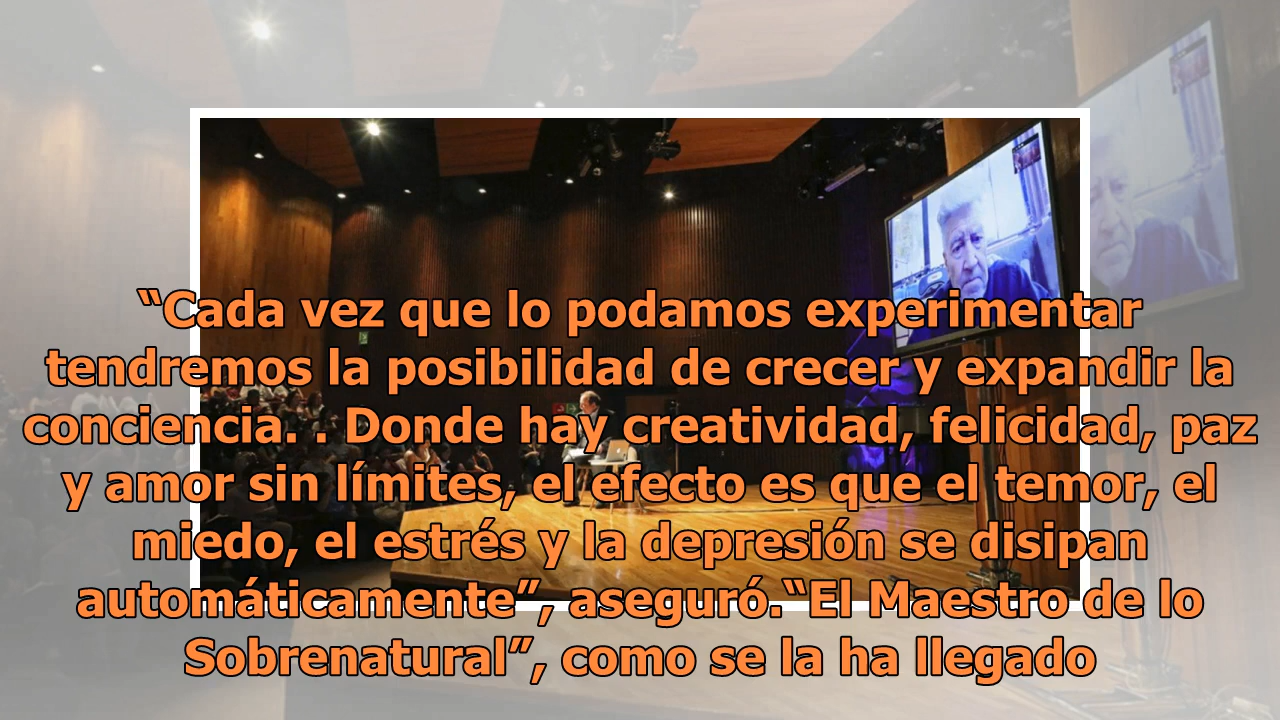 “Cada vez que lo podamos experimentar
tendremos la posibilidad de crecer y expandir la
conciencia. . Donde hay creatividad, felicidad, paz
y amor sin límites, el efecto es que el temor, el
miedo, el estrés y la depresión se disipan
automáticamente”, aseguró.“El Maestro de lo
Sobrenatural”, como se la ha llegado